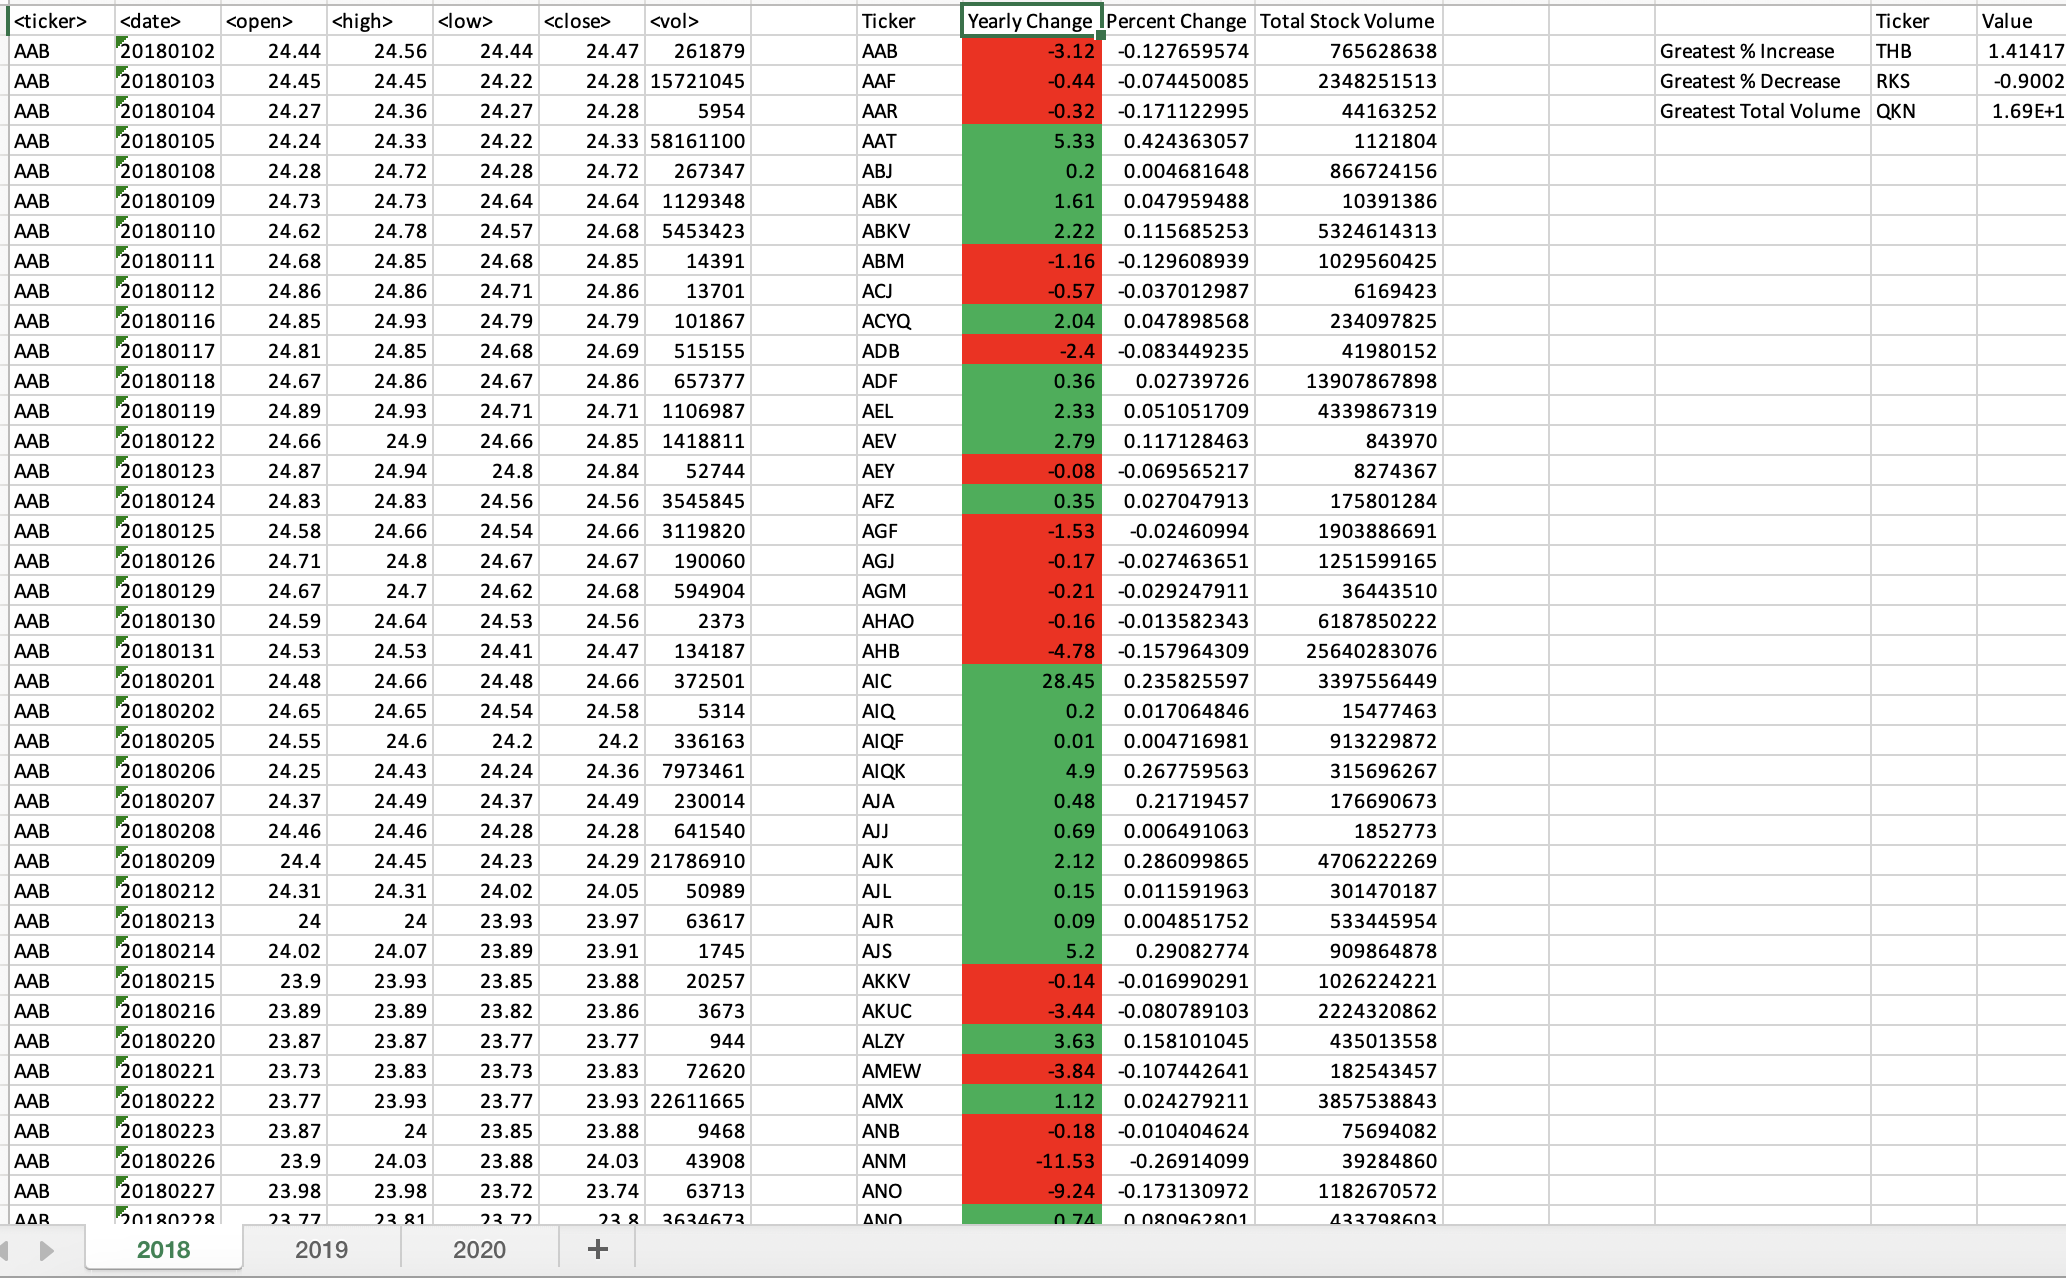 <ticker> <date> <open> <high> <low> <close> <vol> Ticker Yearly Change Percent Change Total Stock Volume Ticker Value
AAB 20180102 24.44 24.56 24.44 24.47 261879 AAB -3.12 -0.127659574 765628638 Greatest % Increase THB 1.41417
AAB 20180103 24.45 24.45 24.22 24.28 15721045 AAF -0.44 -0.074450085 2348251513 Greatest % Decrease RKS -0.9002
AAB 20180104 24.27 24.36 24.27 24.28 5954 AAR -0.32 -0.171122995 44163252 Greatest Total Volume QKN 1.69E+1
AAB 20180105 24.24 24.33 24.22 24.33 58161100 AAT 5.33 0.424363057 1121804
AAB 20180108 24.28 24.72 24.28 24.72 267347 ABJ 0.2 0.004681648 866724156
AAB 20180109 24.73 24.73 24.64 24.64 1129348 ABK 1.61 0.047959488 10391386
AAB 20180110 24.62 24.78 24.57 24.68 5453423 ABKV 2.22 0.115685253 5324614313
AAB 20180111 24.68 24.85 24.68 24.85 14391 ABM -1.16 -0.129608939 1029560425
AAB 20180112 24.86 24.86 24.71 24.86 13701 ACJ -0.57 -0.037012987 6169423
AAB 20180116 24.85 24.93 24.79 24.79 101867 ACYQ 2.04 0.047898568 234097825
AAB 20180117 24.81 24.85 24.68 24.69 515155 ADB -2.4 -0.083449235 41980152
AAB 20180118 24.67 24.86 24.67 24.86 657377 ADF 0.36 0.02739726 13907867898
AAB 20180119 24.89 24.93 24.71 24.71 1106987 AEL 2.33 0.051051709 4339867319
AAB 20180122 24.66 24.9 24.66 24.85 1418811 AEV 2.79 0.117128463 843970
AAB 20180123 24.87 24.94 24.8 24.84 52744 AEY -0.08 -0.069565217 8274367
AAB 20180124 24.83 24.83 24.56 24.56 3545845 AFZ 0.35 0.027047913 175801284
AAB 20180125 24.58 24.66 24.54 24.66 3119820 AGF -1.53 -0.02460994 1903886691
AAB 20180126 24.71 24.8 24.67 24.67 190060 AGJ -0.17 -0.027463651 1251599165
AAB 20180129 24.67 24.7 24.62 24.68 594904 AGM -0.21 -0.029247911 36443510
AAB 20180130 24.59 24.64 24.53 24.56 2373 AHAO -0.16 -0.013582343 6187850222
AAB 20180131 24.53 24.53 24.41 24.47 134187 AHB -4.78 -0.157964309 25640283076
AAB 20180201 24.48 24.66 24.48 24.66 372501 AIC 28.45 0.235825597 3397556449
AAB 20180202 24.65 24.65 24.54 24.58 5314 AIQ 0.2 0.017064846 15477463
AAB 20180205 24.55 24.6 24.2 24.2 336163 AIQF 0.01 0.004716981 913229872
AAB 20180206 24.25 24.43 24.24 24.36 7973461 AIQK 4.9 0.267759563 315696267
AAB 20180207 24.37 24.49 24.37 24.49 230014 AJA 0.48 0.21719457 176690673
AAB 20180208 24.46 24.46 24.28 24.28 641540 AJJ 0.69 0.006491063 1852773
AAB 20180209 24.4 24.45 24.23 24.29 21786910 AJK 2.12 0.286099865 4706222269
AAB 20180212 24.31 24.31 24.02 24.05 50989 AJL 0.15 0.011591963 301470187
AAB 20180213 24 24 23.93 23.97 63617 AJR 0.09 0.004851752 533445954
AAB 20180214 24.02 24.07 23.89 23.91 1745 AJS 5.2 0.29082774 909864878
AAB 20180215 23.9 23.93 23.85 23.88 20257 AKKV -0.14 -0.016990291 1026224221
AAB 20180216 23.89 23.89 23.82 23.86 3673 AKUC -3.44 -0.080789103 2224320862
AAB 20180220 23.87 23.87 23.77 23.77 944 ALZY 3.63 0.158101045 435013558
AAB 20180221 23.73 23.83 23.73 23.83 72620 AMEW -3.84 -0.107442641 182543457
AAB 20180222 23.77 23.93 23.77 23.93 22611665 AMX 1.12 0.024279211 3857538843
AAB 20180223 23.87 24 23.85 23.88 9468 ANB -0.18 -0.010404624 75694082
AAB 20180226 23.9 24.03 23.88 24.03 43908 ANM -11.53 -0.26914099 39284860
AAB 20180227 23.98 23.98 23.72 23.74 63713 ANO -9.24 -0.173130972 1182670572
AAB 20180228 23.77 23.81 23.72 23.8 3634673 0.74 0.080962801 433798603
2018 2019 2020 +